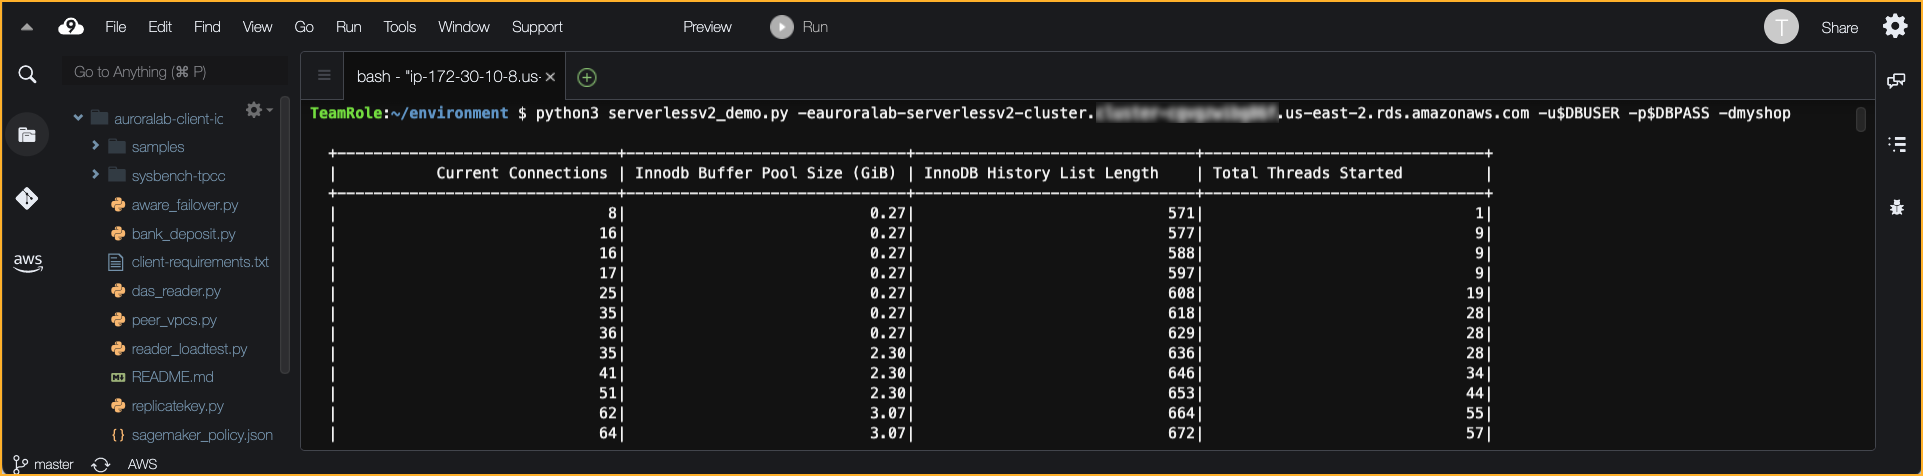 File Edit Find View Go Run Tools Window Support Preview Run T Share
Go to Anything (⌘ P)
bash - "ip-172-30-10-8.us-
auroralab-client-ic
samples
sysbench-tpcc
aware_failover.py
bank_deposit.py
client-requirements.txt
das_reader.py
peer_vpcs.py
reader_loadtest.py
README.md
replicatekey.py
sagemaker_policy.json
aws
TeamRole:~/environment $ python3 serverlessv2_demo.py -eauroralab-serverlessv2-cluster. .us-east-2.rds.amazonaws.com -u$DBUSER -p$DBPASS -dmyshop
| Current Connections | Innodb Buffer Pool Size (GiB) | InnoDB History List Length | Total Threads Started |
| 8| 0.27| 571| 1|
| 16| 0.27| 577| 9|
| 16| 0.27| 588| 9|
| 17| 0.27| 597| 9|
| 25| 0.27| 608| 19|
| 35| 0.27| 618| 28|
| 36| 0.27| 629| 28|
| 35| 2.30| 636| 28|
| 41| 2.30| 646| 34|
| 51| 2.30| 653| 44|
| 62| 3.07| 664| 55|
| 64| 3.07| 672| 57|
master AWS